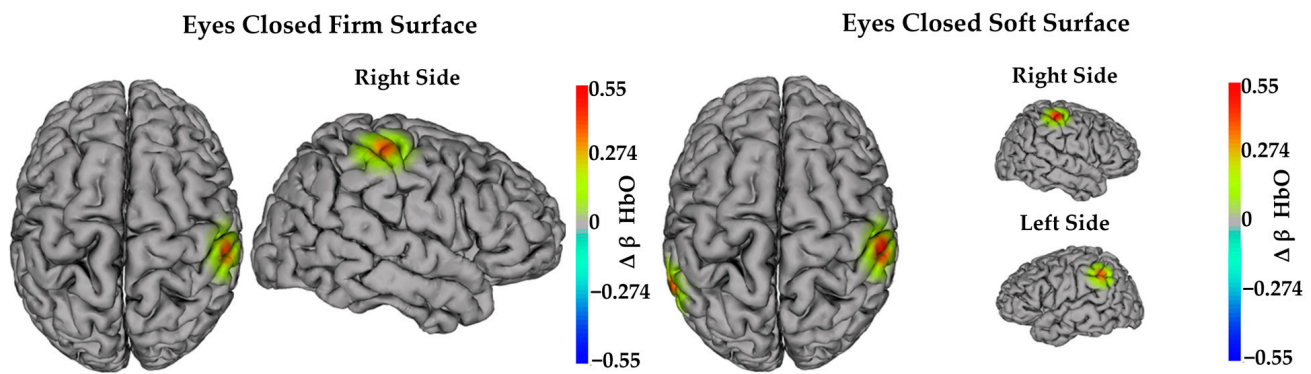 Eyes Closed Firm Surface
Right Side
0.55
0.274
0
−0.274
−0.55
Δ β HbO
Eyes Closed Soft Surface
Right Side
Left Side
0.55
0.274
0
−0.274
−0.55
Δ β HbO